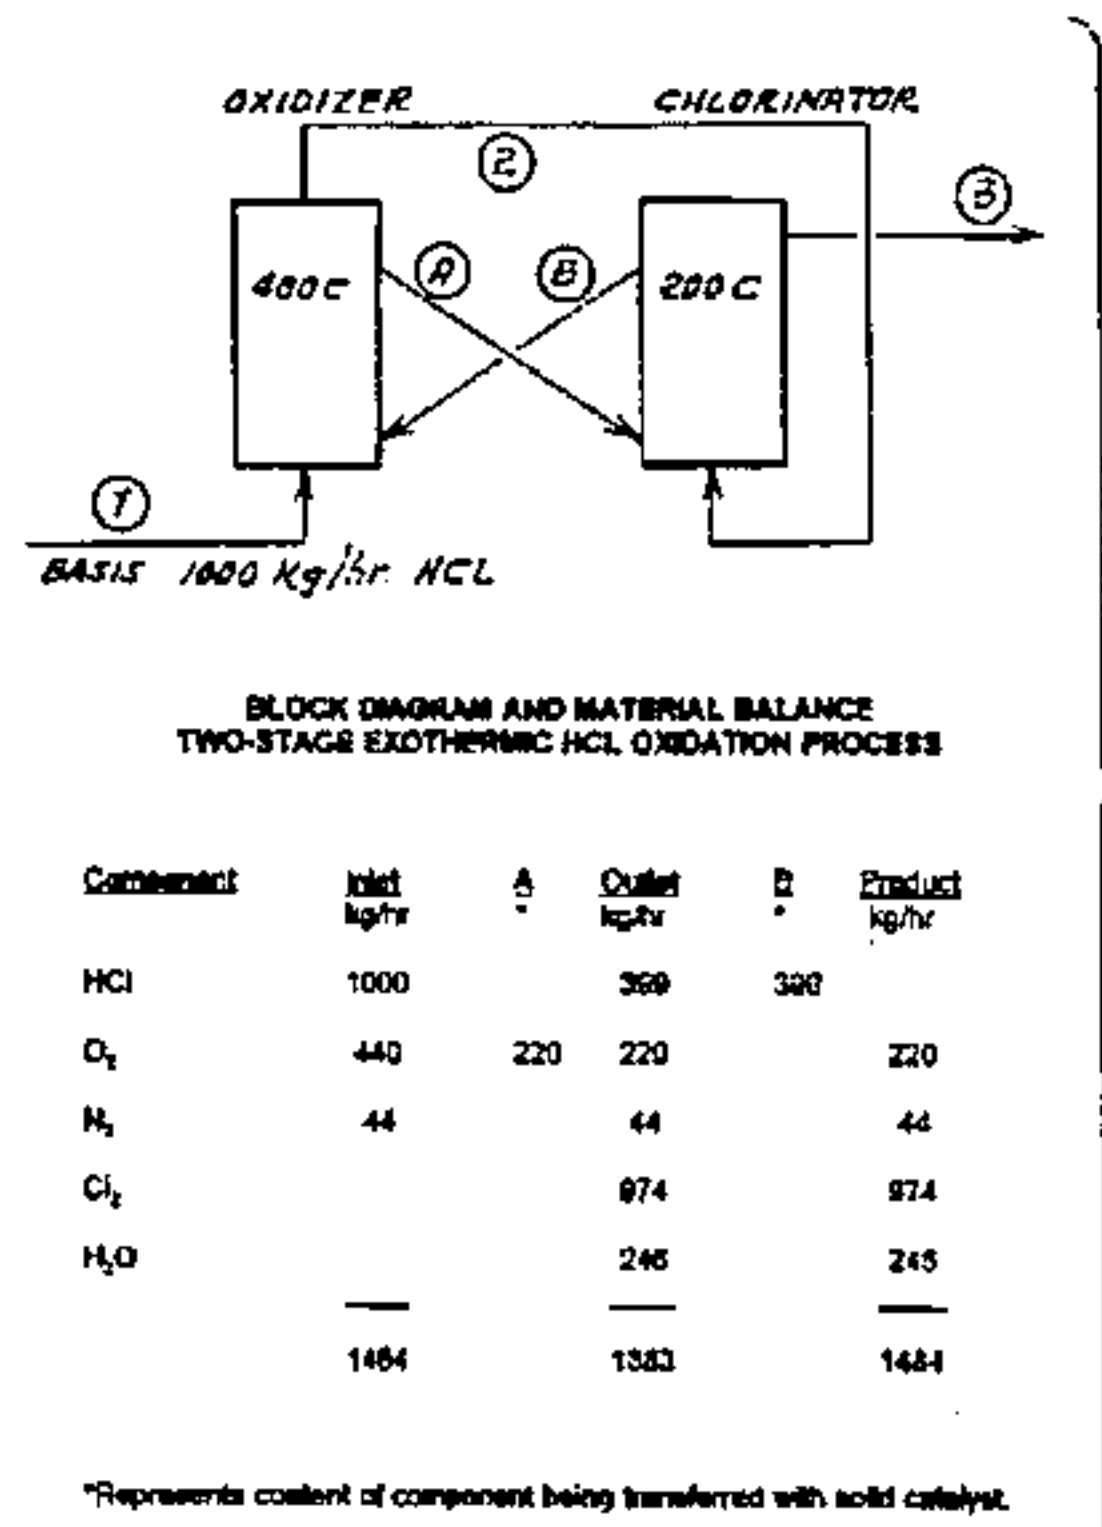 OXIDIZER CHLORINATOR
2
3
A B
400C 200C
1
BASIS 1000 Kg/hr. HCL
BLOCK DIAGRAM AND MATERIAL BALANCE
TWO-STAGE EXOTHERMIC HCL OXIDATION PROCESS
Component Inlet A Outlet B Product
kg/hr * kg/hr * kg/hr
HCl 1000
O₂ 440 220 220 220
N₂ 44 44 44
Cl₂ 974 974
H₂O
1484
*Represents content of component being transferred with solid catalyst.